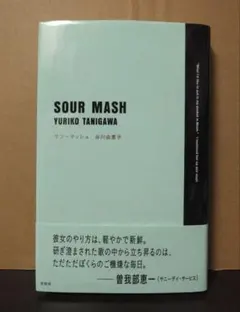 SOUR MASH
YURIKO TANIGAWA
サワーマッシュ 谷川由里子
彼女のやり方は、軽やかで新鮮。
研ぎ澄まされた歌の中から立ち昇るのは、
ただただぼくらのご機嫌な毎日。
——曽我部恵一(サニーデイ・サービス)
左右社